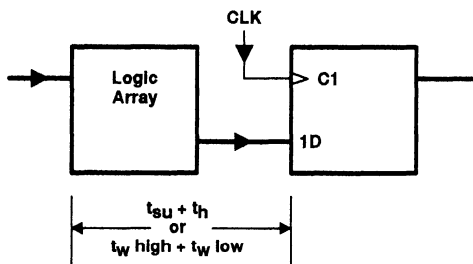 CLK
Logic
Array
C1
1D
tsu + th
or
tw high + tw low